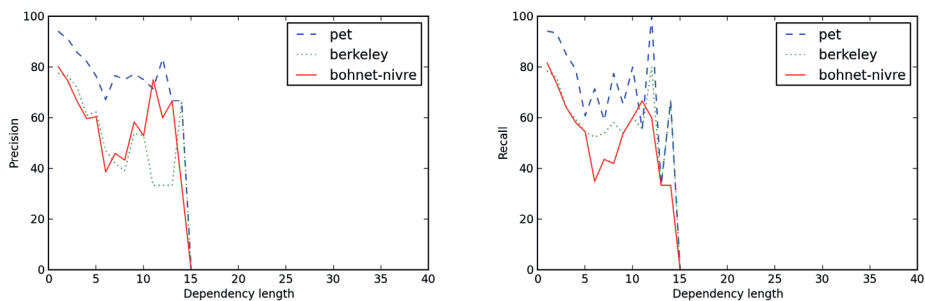 100
80
60
40
20
0
Precision
pet
berkeley
bohnet-nivre
0 5 10 15 20 25 30 35 40
Dependency length
100
80
60
40
20
0
Recall
pet
berkeley
bohnet-nivre
0 5 10 15 20 25 30 35 40
Dependency length